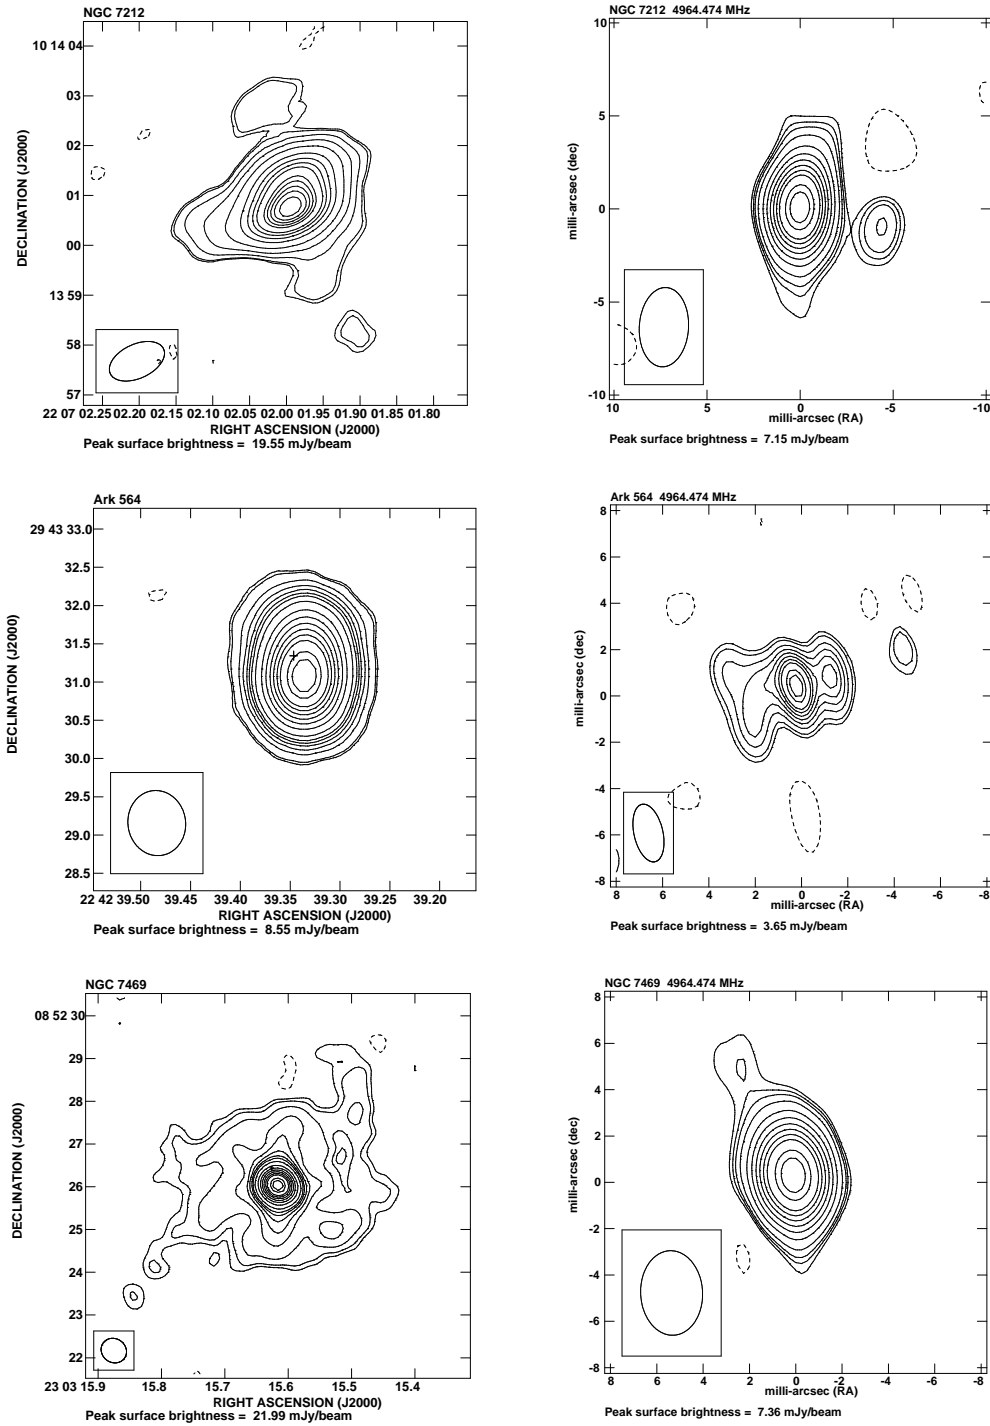 NGC 7212
10 14 04
03
02
01
00
13 59
58
57
DECLINATION (J2000)
22 07 02.25 02.20 02.15 02.10 02.05 02.00 01.95 01.90 01.85 01.80
RIGHT ASCENSION (J2000)
Peak surface brightness = 19.55 mJy/beam
NGC 7212 4964.474 MHz
10
5
0
-5
-10
milli-arcsec (dec)
10 5 0 -5 -10
milli-arcsec (RA)
Peak surface brightness = 7.15 mJy/beam
Ark 564
29 43 33.0
32.5
32.0
31.5
31.0
30.5
30.0
29.5
29.0
28.5
DECLINATION (J2000)
22 42 39.50 39.45 39.40 39.35 39.30 39.25 39.20
RIGHT ASCENSION (J2000)
Peak surface brightness = 8.55 mJy/beam
Ark 564 4964.474 MHz
8
6
4
2
0
-2
-4
-6
-8
milli-arcsec (dec)
8 6 4 2 0 -2 -4 -6 -8
milli-arcsec (RA)
Peak surface brightness = 3.65 mJy/beam
NGC 7469
08 52 30
29
28
27
26
25
24
23
22
DECLINATION (J2000)
23 03 15.9 15.8 15.7 15.6 15.5 15.4
RIGHT ASCENSION (J2000)
Peak surface brightness = 21.99 mJy/beam
NGC 7469 4964.474 MHz
8
6
4
2
0
-2
-4
-6
-8
milli-arcsec (dec)
8 6 4 2 0 -2 -4 -6 -8
milli-arcsec (RA)
Peak surface brightness = 7.36 mJy/beam